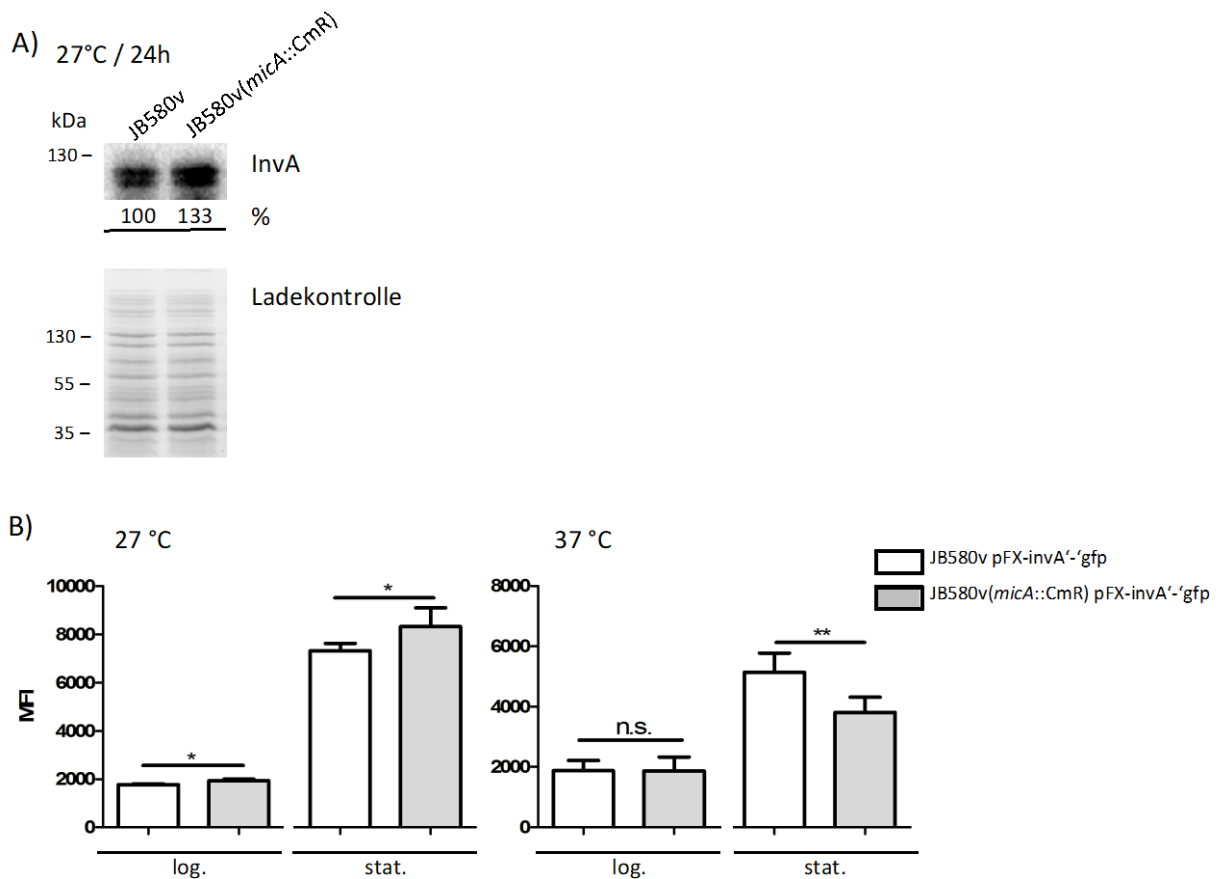 A)
27°C / 24h
JB580v
JB580v(micA::CmR)
kDa
130 –
InvA
100 133 %
Ladekontrolle
130 –
55 –
35 –
B)
27 °C
37 °C
JB580v pFX-invA‘-‘gfp
JB580v(micA::CmR) pFX-invA‘-‘gfp
MFI
10000
8000
6000
4000
2000
0
*
*
log.
stat.
8000
6000
4000
2000
0
n.s.
**
log.
stat.